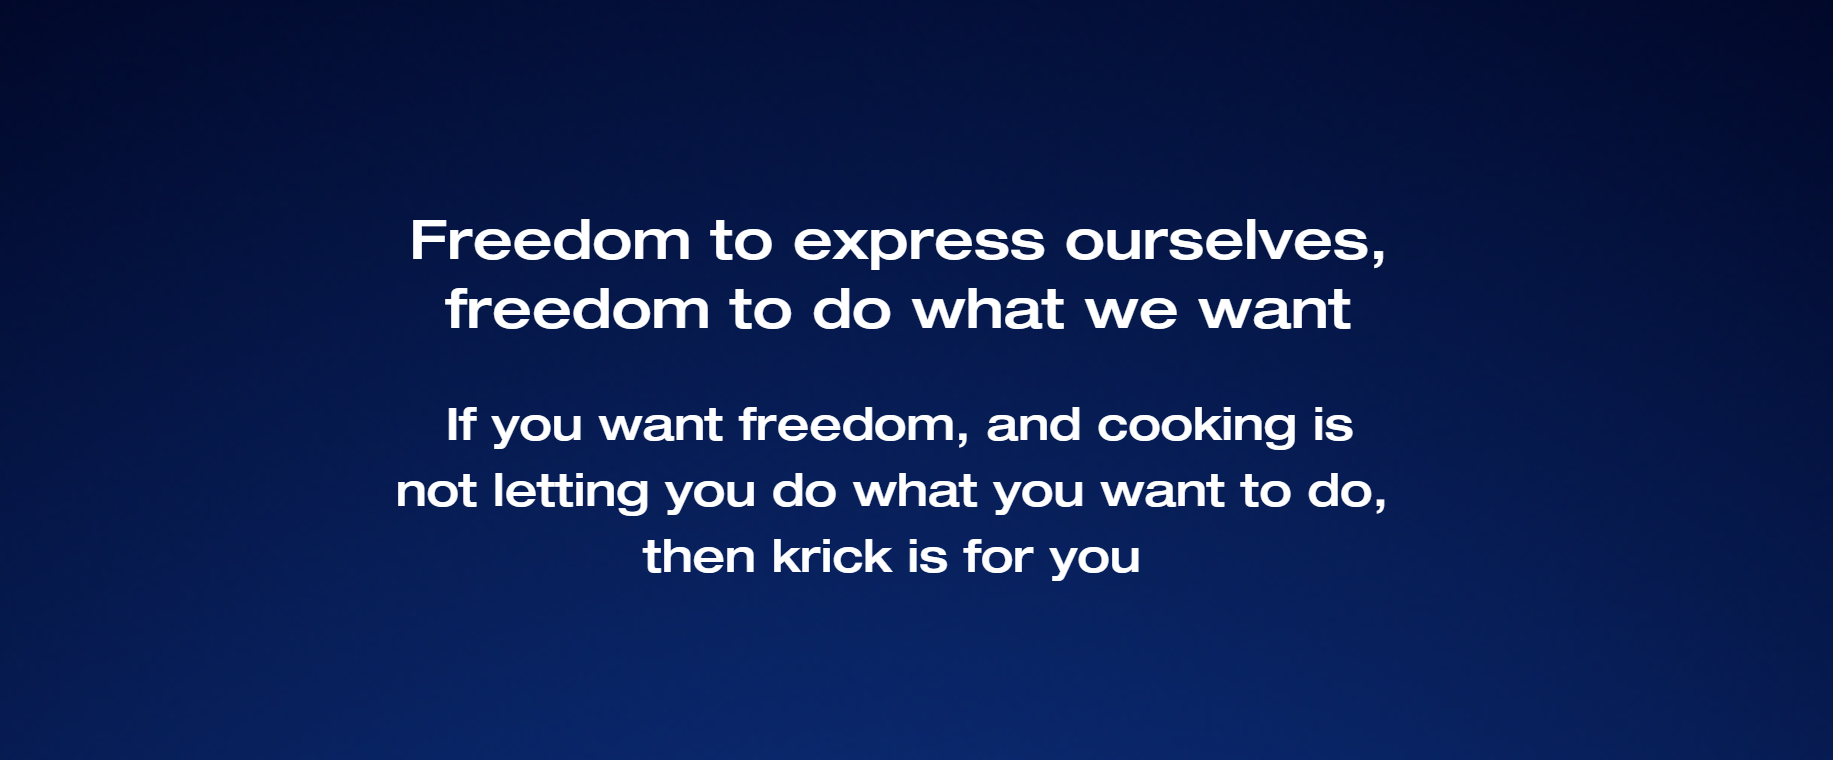 Freedom to express ourselves,
freedom to do what we want
If you want freedom, and cooking is
not letting you do what you want to do,
then krick is for you